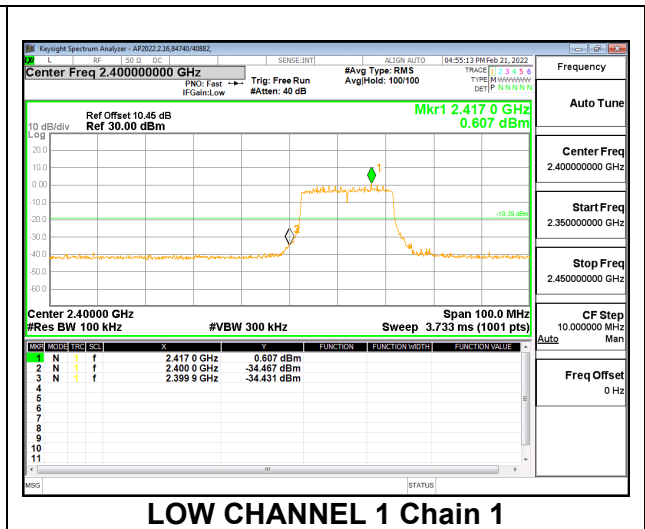 Keysight Spectrum Analyzer - AP2022.2.16,84740/40882,
L RF 50 Ω DC SENSE:INT ALIGN AUTO 04:55:13 PM Feb 21, 2022
Center Freq 2.400000000 GHz #Avg Type: RMS TRACE 1 2 3 4 5 6
PNO: Fast Trig: Free Run Avg|Hold: 100/100 TYPE M WWWWW
IFGain:Low #Atten: 40 dB DET P N N N N N
Frequency
Auto Tune
Center Freq
2.400000000 GHz
Start Freq
2.350000000 GHz
Stop Freq
2.450000000 GHz
CF Step
10.000000 MHz
Auto Man
Freq Offset
0 Hz
Mkr1 2.417 0 GHz
0.607 dBm
Ref Offset 10.45 dB
10 dB/div Ref 30.00 dBm
Log
20.0
10.0
0.00
-10.0
-20.0
-30.0
-40.0
-50.0
-60.0
1
-19.39 dBm
Center 2.40000 GHz Span 100.0 MHz
#Res BW 100 kHz #VBW 300 kHz Sweep 3.733 ms (1001 pts)
MKR MODE TRC SCL X Y FUNCTION FUNCTION WIDTH FUNCTION VALUE
1 N 1 f 2.417 0 GHz 0.607 dBm
2 N 1 f 2.400 0 GHz -34.467 dBm
3 N 1 f 2.399 9 GHz -34.431 dBm
4
5
6
7
8
9
10
11
MSG STATUS
LOW CHANNEL 1 Chain 1